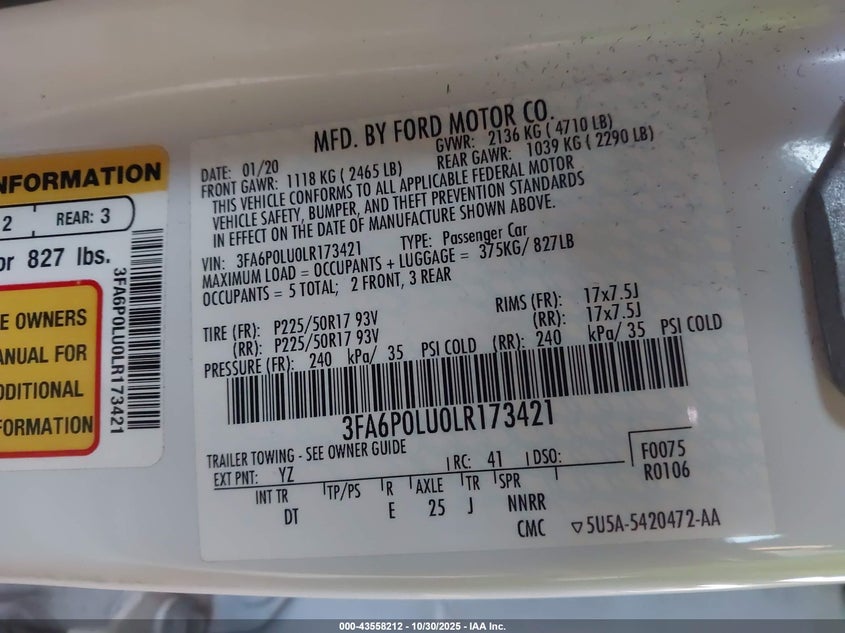 NFORMATION
2 REAR: 3
or 827 lbs.
E OWNERS
ANUAL FOR
DDITIONAL
FORMATION
3FA6P0LU0LR173421
MFD. BY FORD MOTOR CO.
DATE: 01/20 GVWR: 2136 KG ( 4710 LB)
FRONT GAWR: 1118 KG ( 2465 LB) REAR GAWR: 1039 KG ( 2290 LB)
THIS VEHICLE CONFORMS TO ALL APPLICABLE FEDERAL MOTOR
VEHICLE SAFETY, BUMPER, AND THEFT PREVENTION STANDARDS
IN EFFECT ON THE DATE OF MANUFACTURE SHOWN ABOVE.
VIN: 3FA6P0LU0LR173421 TYPE: Passenger Car
MAXIMUM LOAD = OCCUPANTS + LUGGAGE = 375KG/ 827LB
OCCUPANTS = 5 TOTAL; 2 FRONT, 3 REAR
TIRE (FR): P225/50R17 93V RIMS (FR): 17x7.5J
(RR): P225/50R17 93V (RR): 17x7.5J
PRESSURE (FR): 240 kPa/ 35 PSI COLD (RR): 240 kPa/ 35 PSI COLD
3FA6P0LU0LR173421
TRAILER TOWING - SEE OWNER GUIDE
EXT PNT: YZ RC: 41 DSO: F0075
R0106
INT TR TP/PS R AXLE TR SPR
DT E 25 J NNRR
CMC ▽5U5A-5420472-AA
000-43558212 - 10/30/2025 - IAA Inc.